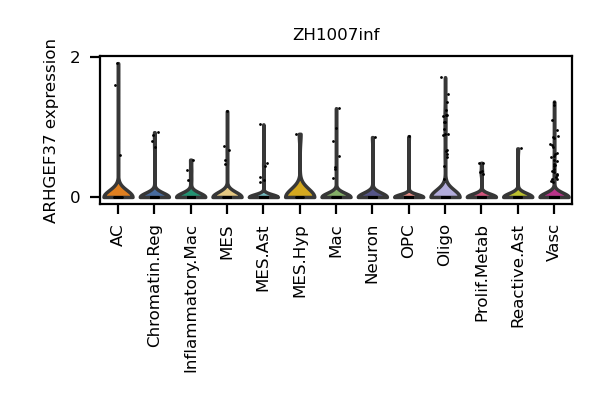 ZH1007inf
ARHGEF37 expression
2
0
AC
Chromatin.Reg
Inflammatory.Mac
MES
MES.Ast
MES.Hyp
Mac
Neuron
OPC
Oligo
Prolif.Metab
Reactive.Ast
Vasc